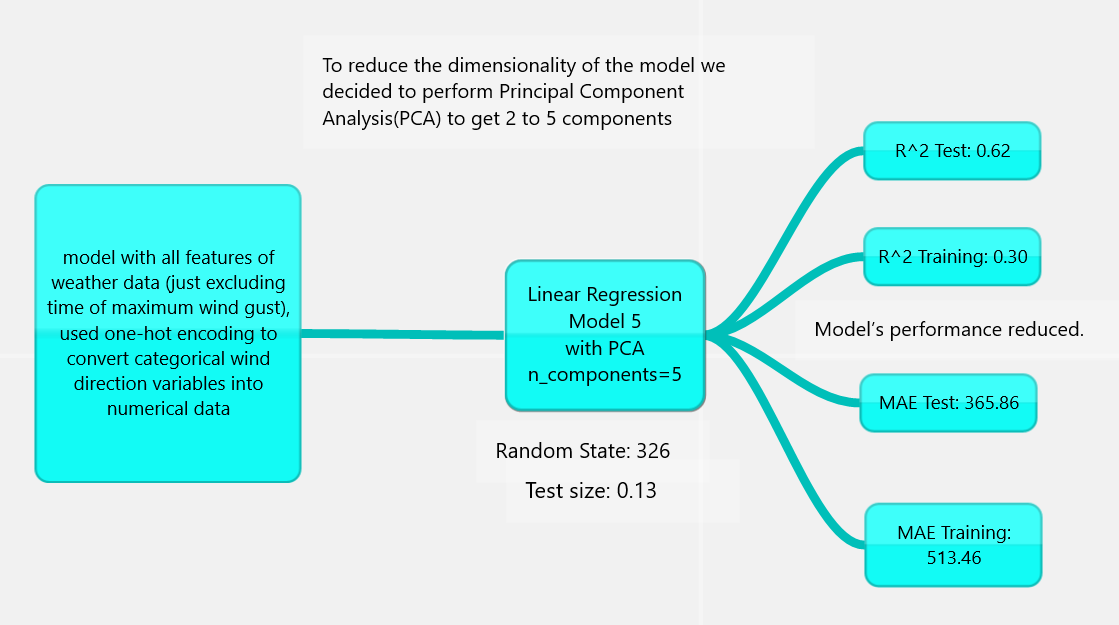 To reduce the dimensionality of the model we
decided to perform Principal Component
Analysis(PCA) to get 2 to 5 components
model with all features of
weather data (just excluding
time of maximum wind gust),
used one-hot encoding to
convert categorical wind
direction variables into
numerical data
Linear Regression
Model 5
with PCA
n_components=5
Random State: 326
Test size: 0.13
R^2 Test: 0.62
R^2 Training: 0.30
Model’s performance reduced.
MAE Test: 365.86
MAE Training:
513.46